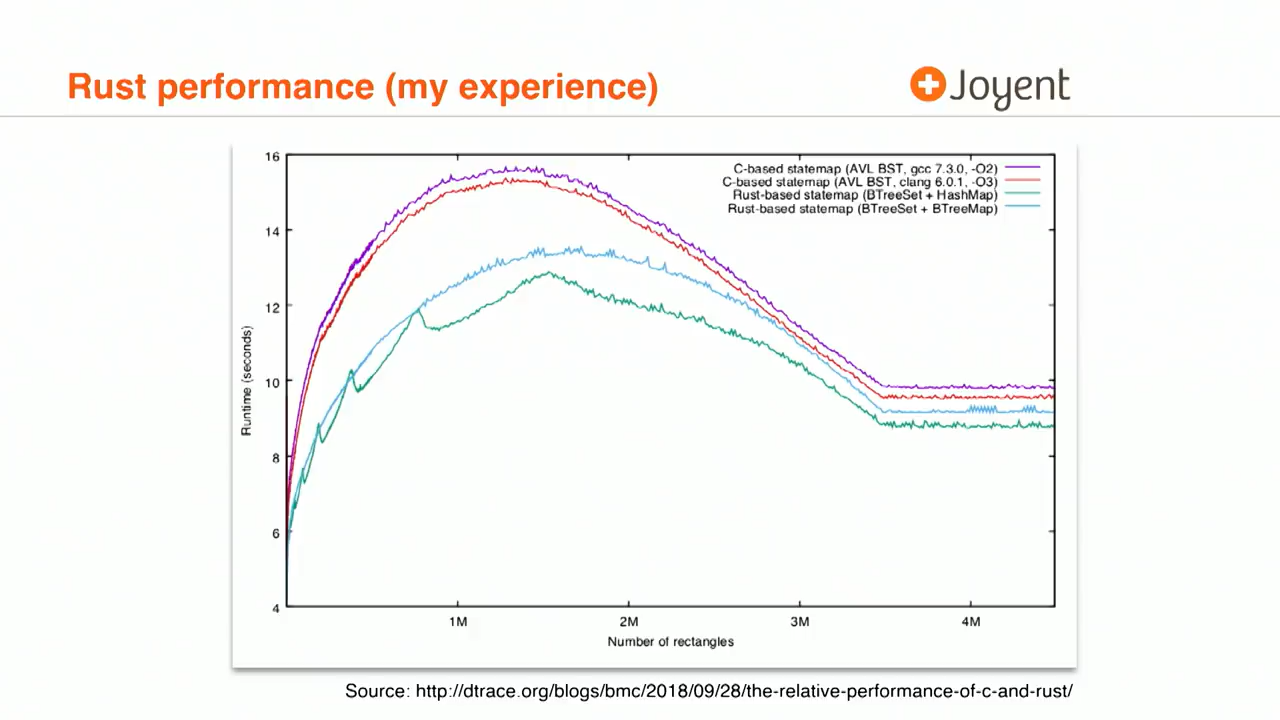 Rust performance (my experience)
Joyent
16
14
12
10
8
6
4
Runtime (seconds)
C-based statemap (AVL BST, gcc 7.3.0, -O2)
C-based statemap (AVL BST, clang 6.0.1, -O3)
Rust-based statemap (BTreeSet + HashMap)
Rust-based statemap (BTreeSet + BTreeMap)
1M
2M
3M
4M
Number of rectangles
Source: http://dtrace.org/blogs/bmc/2018/09/28/the-relative-performance-of-c-and-rust/